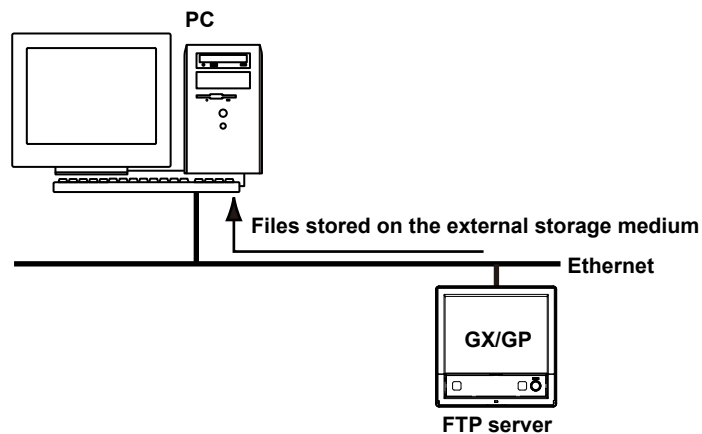 PC
Files stored on the external storage medium
Ethernet
GX/GP
FTP server